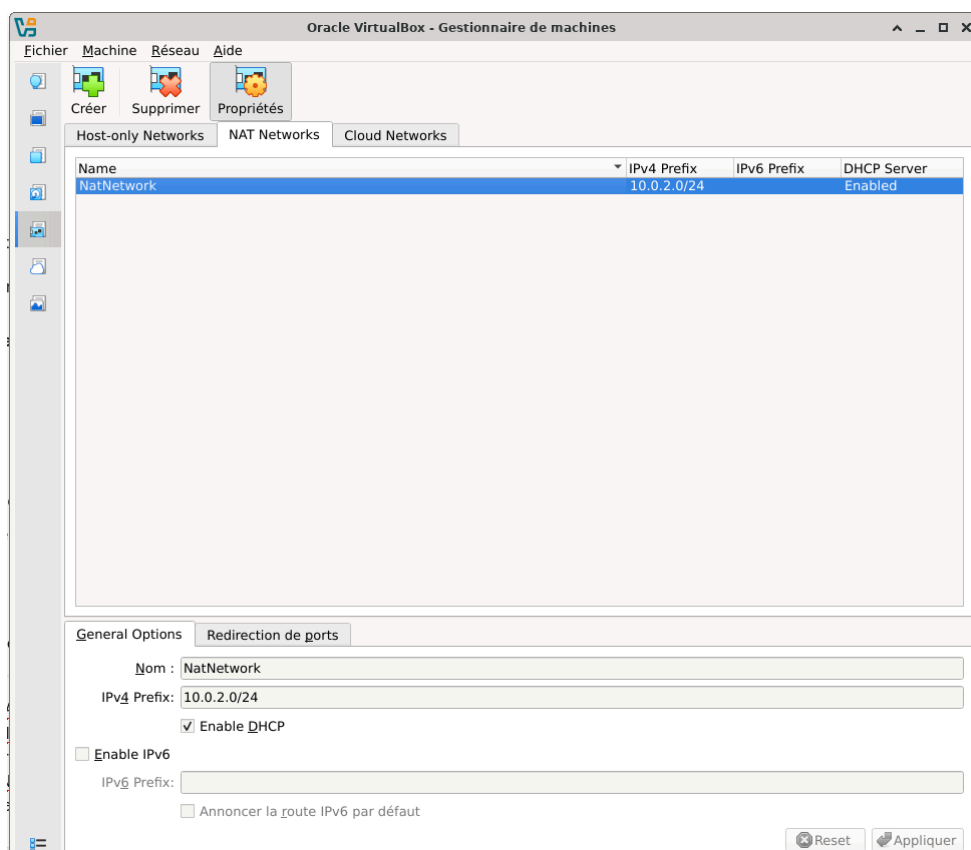 Oracle VirtualBox - Gestionnaire de machines
Fichier Machine Réseau Aide
Créer Supprimer Propriétés
Host-only Networks NAT Networks Cloud Networks
Name IPv4 Prefix IPv6 Prefix DHCP Server
NatNetwork 10.0.2.0/24 Enabled
General Options Redirection de ports
Nom : NatNetwork
IPv4 Prefix: 10.0.2.0/24
Enable DHCP
Enable IPv6
IPv6 Prefix:
Annoncer la route IPv6 par défaut
Reset Appliquer